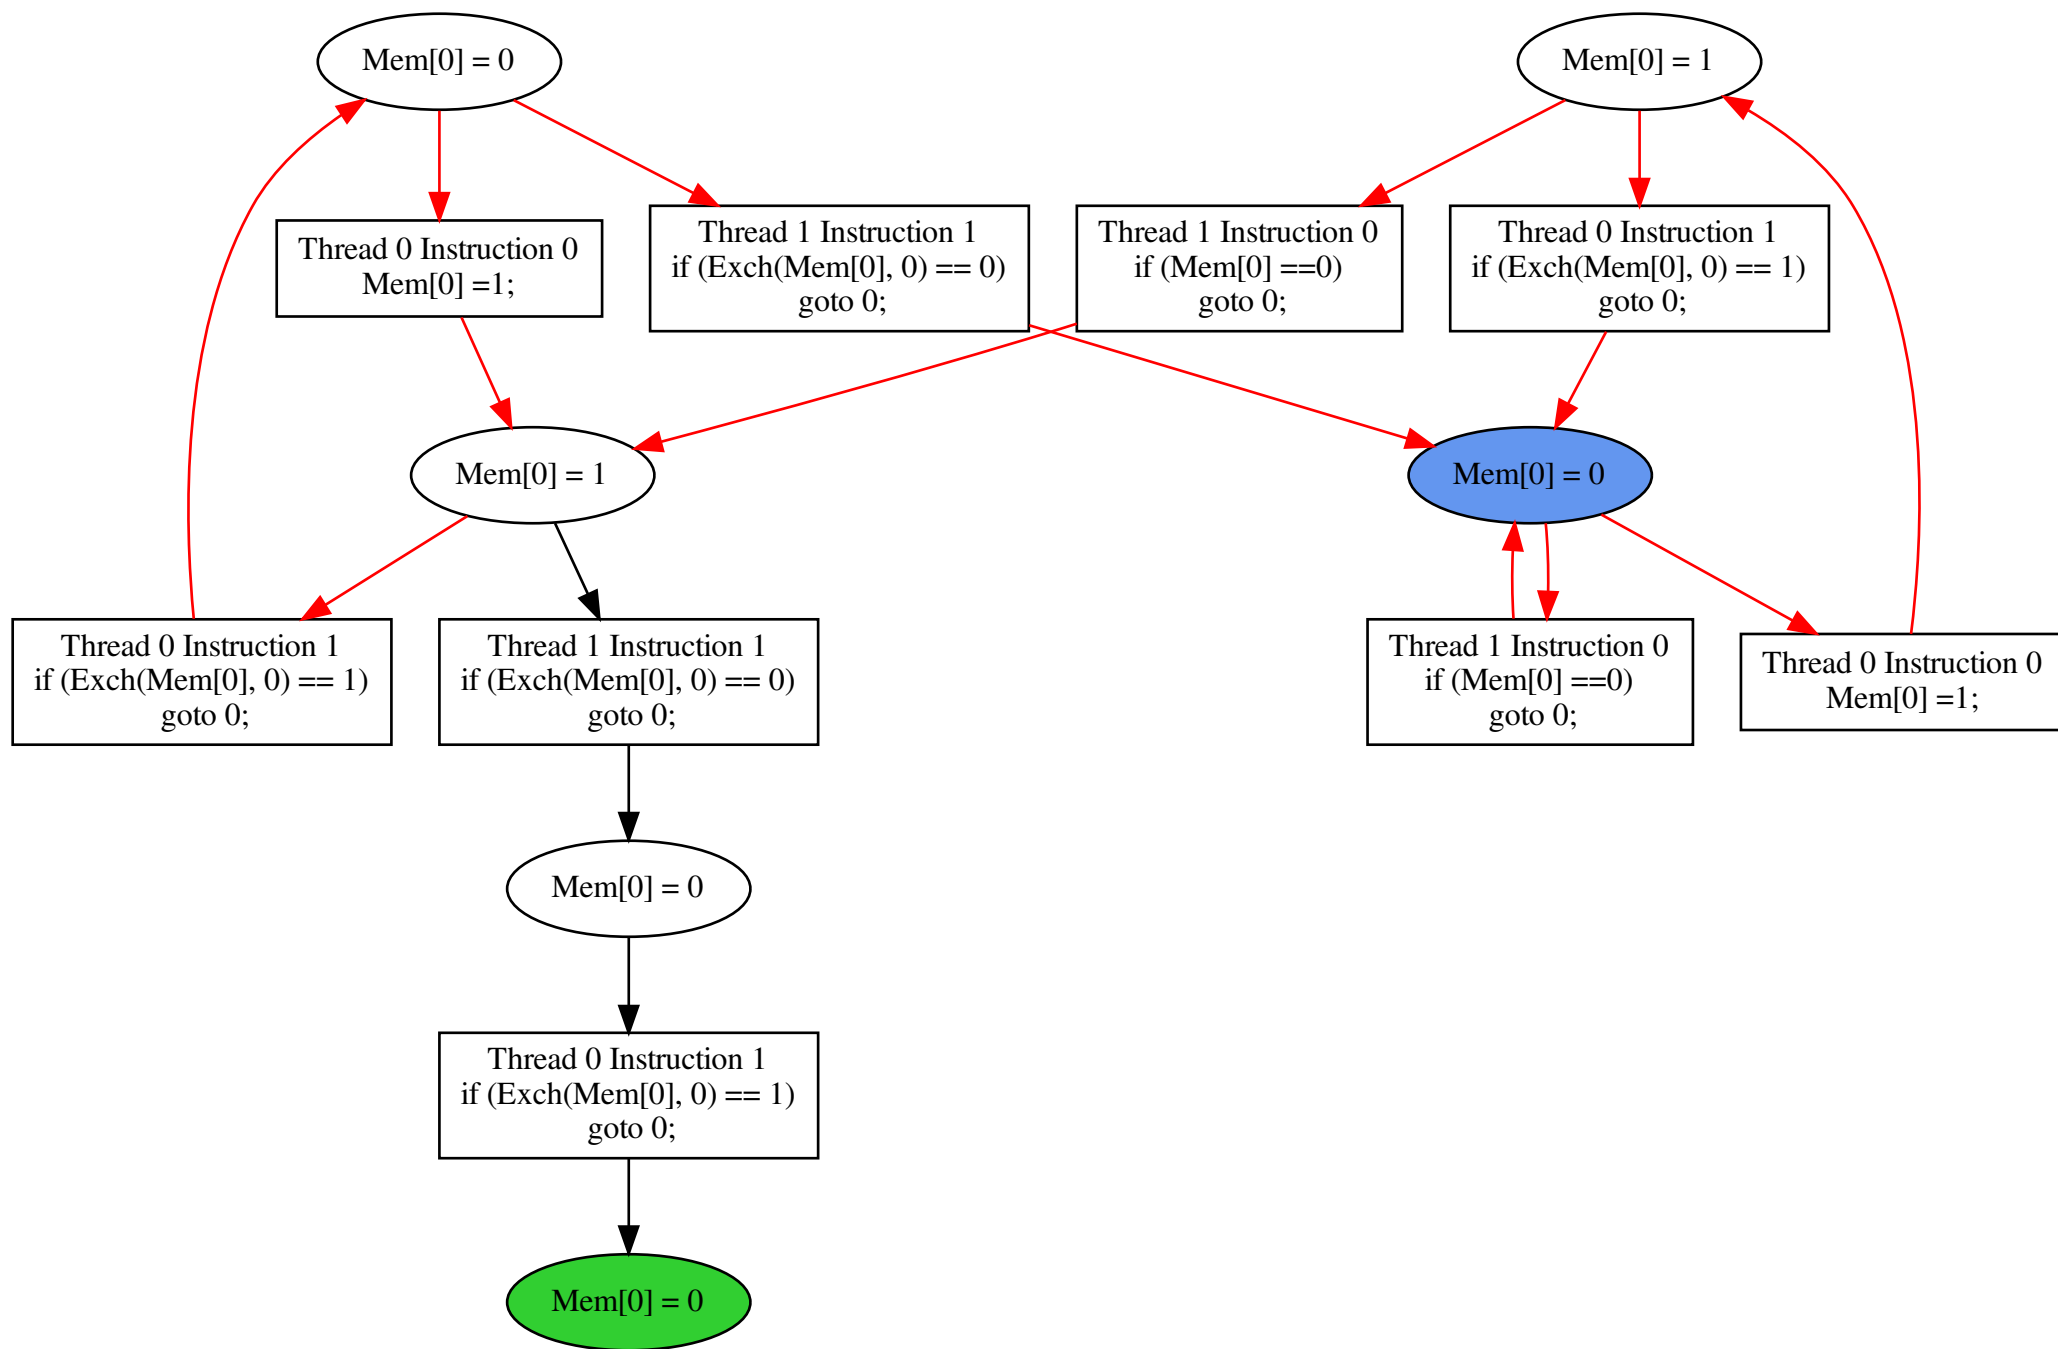 Mem[0] = 0
Mem[0] = 1
Thread 0 Instruction 0
Mem[0] =1;
Thread 1 Instruction 1
if (Exch(Mem[0], 0) == 0)
goto 0;
Thread 1 Instruction 0
if (Mem[0] ==0)
goto 0;
Thread 0 Instruction 1
if (Exch(Mem[0], 0) == 1)
goto 0;
Mem[0] = 1
Mem[0] = 0
Thread 0 Instruction 1
if (Exch(Mem[0], 0) == 1)
goto 0;
Thread 1 Instruction 1
if (Exch(Mem[0], 0) == 0)
goto 0;
Thread 1 Instruction 0
if (Mem[0] ==0)
goto 0;
Thread 0 Instruction 0
Mem[0] =1;
Mem[0] = 0
Thread 0 Instruction 1
if (Exch(Mem[0], 0) == 1)
goto 0;
Mem[0] = 0